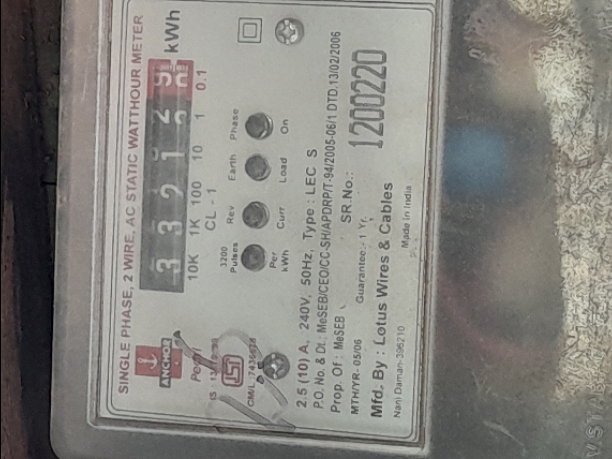 SINGLE PHASE, 2 WIRE, AC STATIC WATTHOUR METER
kWh
10K 1K 100 10 1 0.1
CL - 1
3200 Pulses Rev Earth Phase
Per kWh Curr Load On
ANCHOR
Pearl
CM/L
2.5 (10) A, 240V, 50Hz, Type : LEC S
P.O. No. & Dt.: MeSEB/CEO/CC-SH/APDRP/T-94/2005-06/1 DTD.13/02/2006
Prop. Of : MeSEB SR.No.: 1200220
MTH/YR- 05/06 Guarantee:- 1 Yr.
Mfd. By : Lotus Wires & Cables
Nani Daman-396210 Made in India